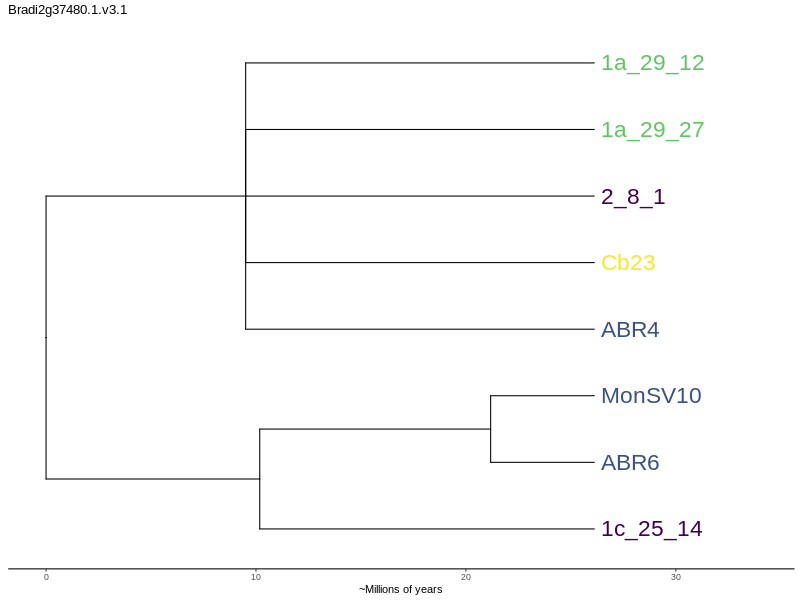 Bradi2g37480.1.v3.1
1a_29_12
1a_29_27
2_8_1
Cb23
ABR4
MonSV10
ABR6
1c_25_14
0 10 20 30
~Millions of years